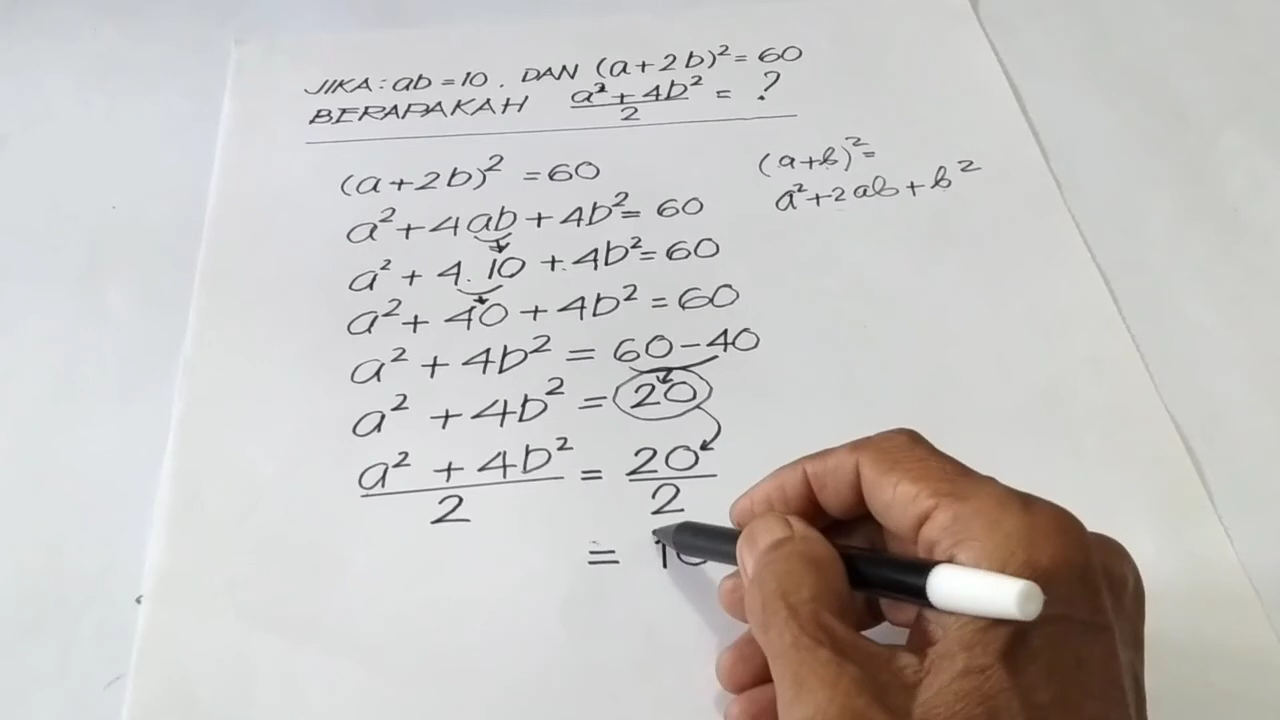 JIKA: ab = 10. DAN (a+2b)² = 60
BERAPAKAH (a² + 4b²)/2 = ?
(a+2b)² = 60
(a+b)² =
a²+2ab+b²
a² + 4ab + 4b² = 60
a² + 4.10 + 4b² = 60
a² + 40 + 4b² = 60
a² + 4b² = 60 - 40
a² + 4b² = 20
(a² + 4b²)/2 = 20/2
= 10